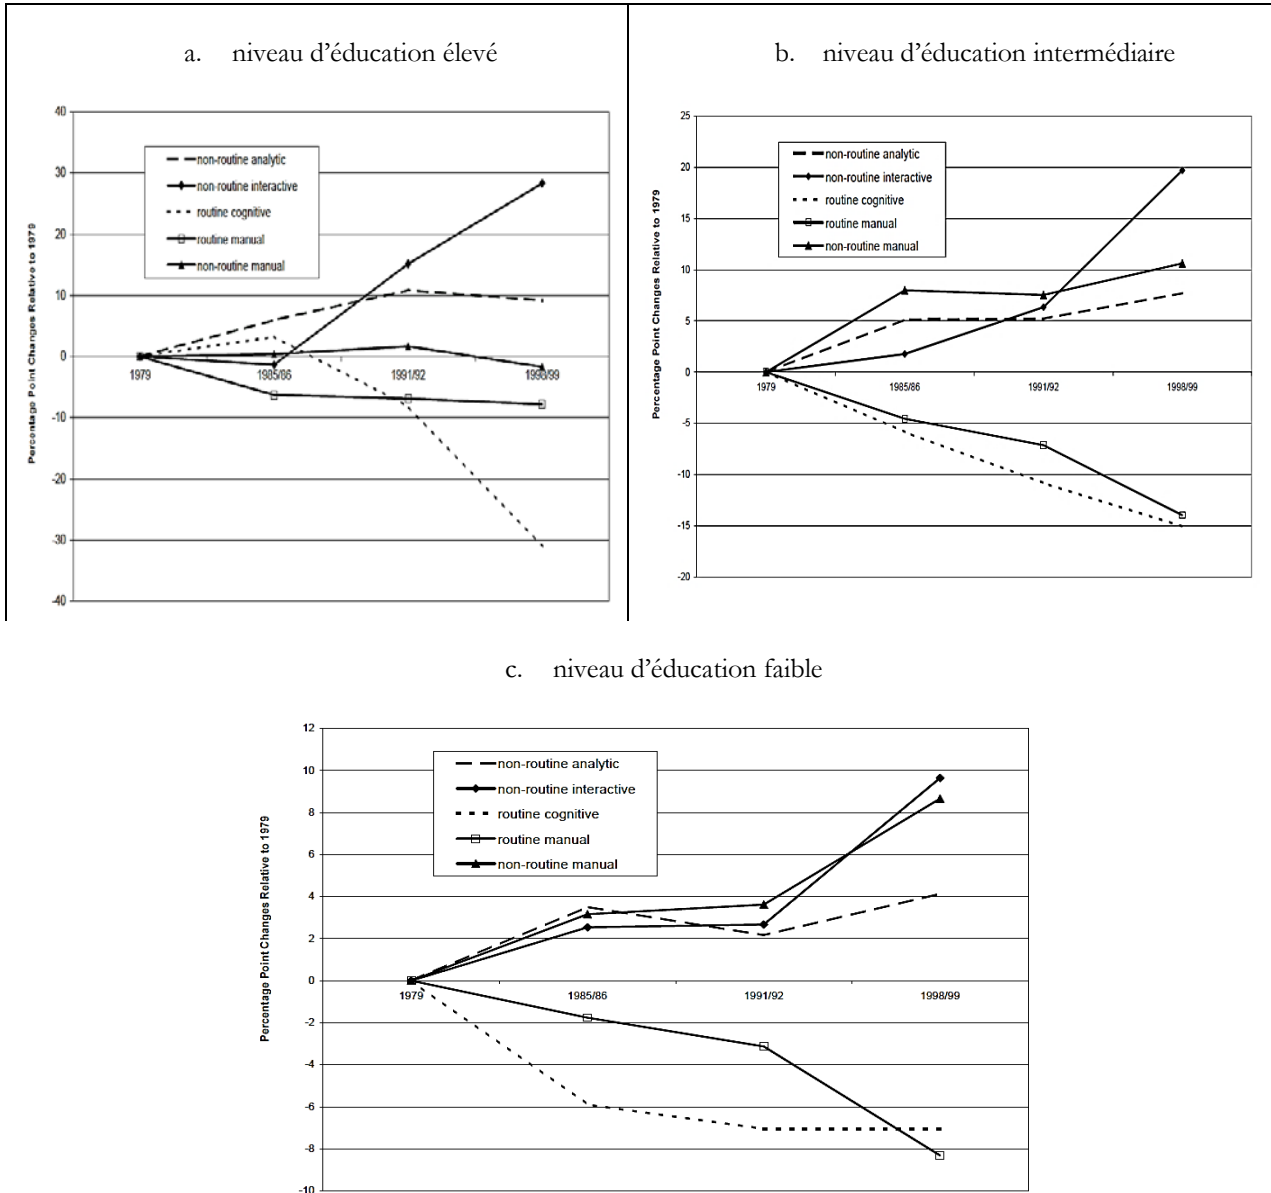 a. niveau d’éducation élevé
40
30
20
10
0
-10
-20
-30
-40
Percentage Point Changes Relative to 1979
non-routine analytic
non-routine interactive
routine cognitive
routine manual
non-routine manual
1979
1985/86
1991/92
1998/99
b. niveau d’éducation intermédiaire
25
20
15
10
5
0
-5
-10
-15
-20
Percentage Point Changes Relative to 1979
non-routine analytic
non-routine interactive
routine cognitive
routine manual
non-routine manual
1979
1985/86
1991/92
1998/99
c. niveau d’éducation faible
12
10
8
6
4
2
0
-2
-4
-6
-8
-10
Percentage Point Changes Relative to 1979
non-routine analytic
non-routine interactive
routine cognitive
routine manual
non-routine manual
1979
1985/86
1991/92
1998/99